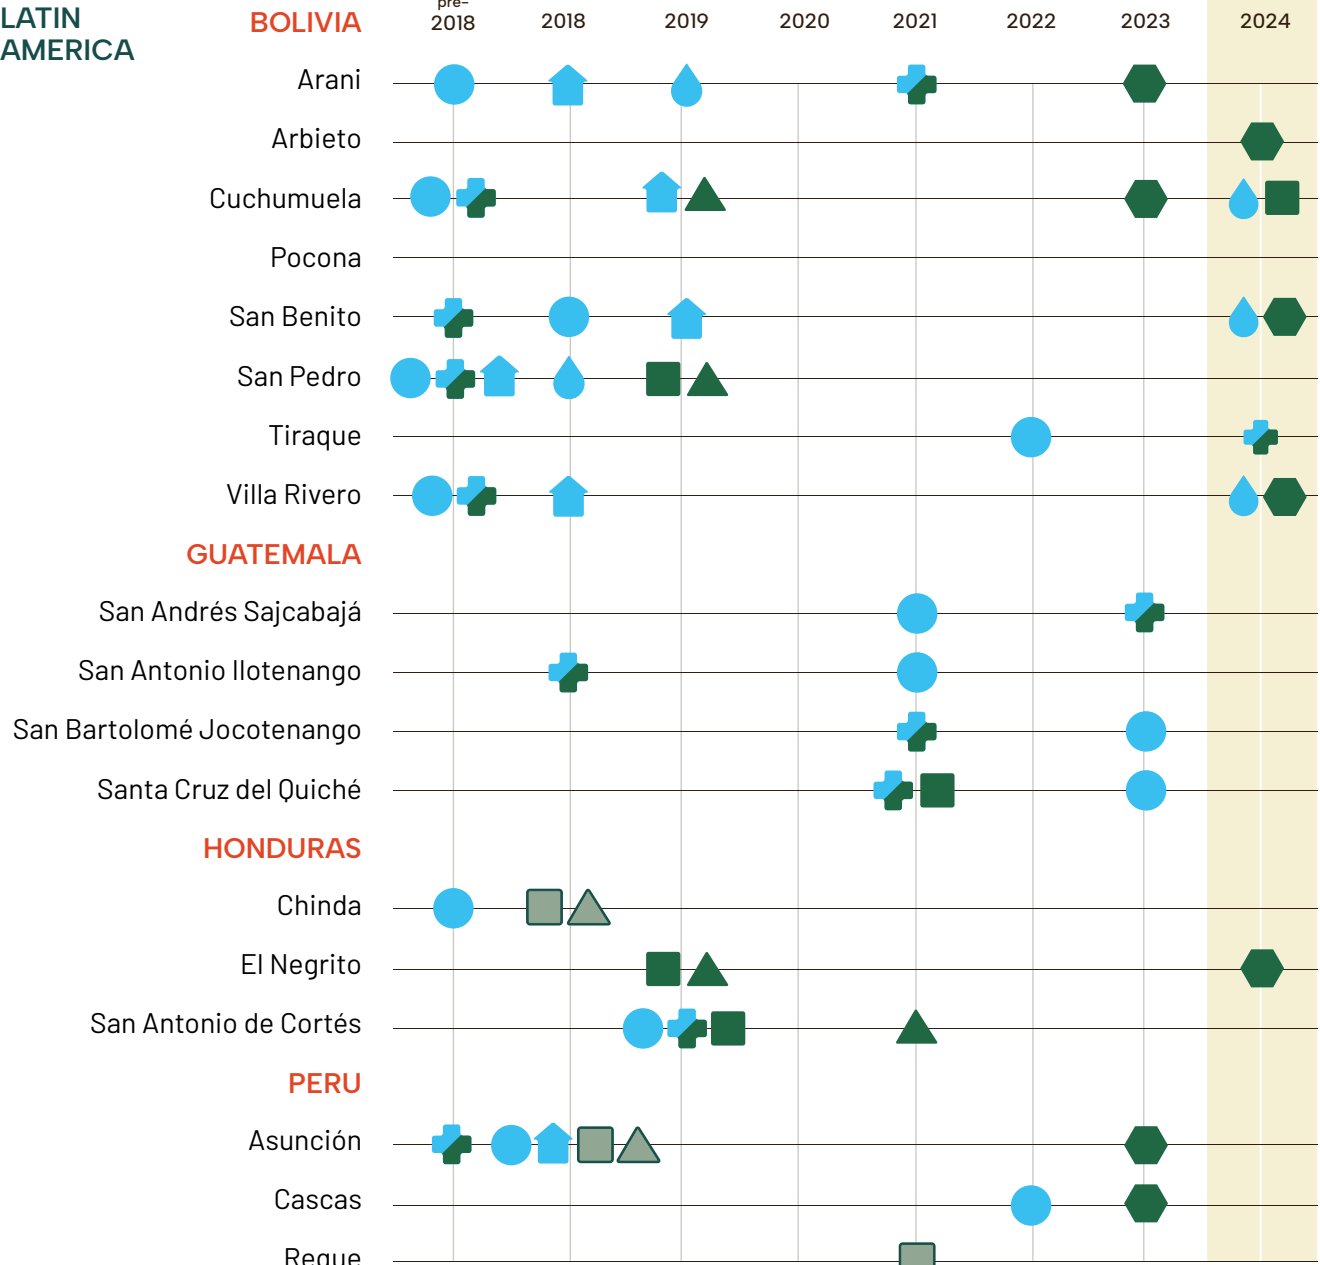 LATIN
AMERICA
BOLIVIA
pre-
2018
2018
2019
2020
2021
2022
2023
2024
Arani
Arbieto
Cuchumuela
Pocona
San Benito
San Pedro
Tiraque
Villa Rivero
GUATEMALA
San Andrés Sajcabajá
San Antonio Ilotenango
San Bartolomé Jocotenango
Santa Cruz del Quiché
HONDURAS
Chinda
El Negrito
San Antonio de Cortés
PERU
Asunción
Cascas
Reque